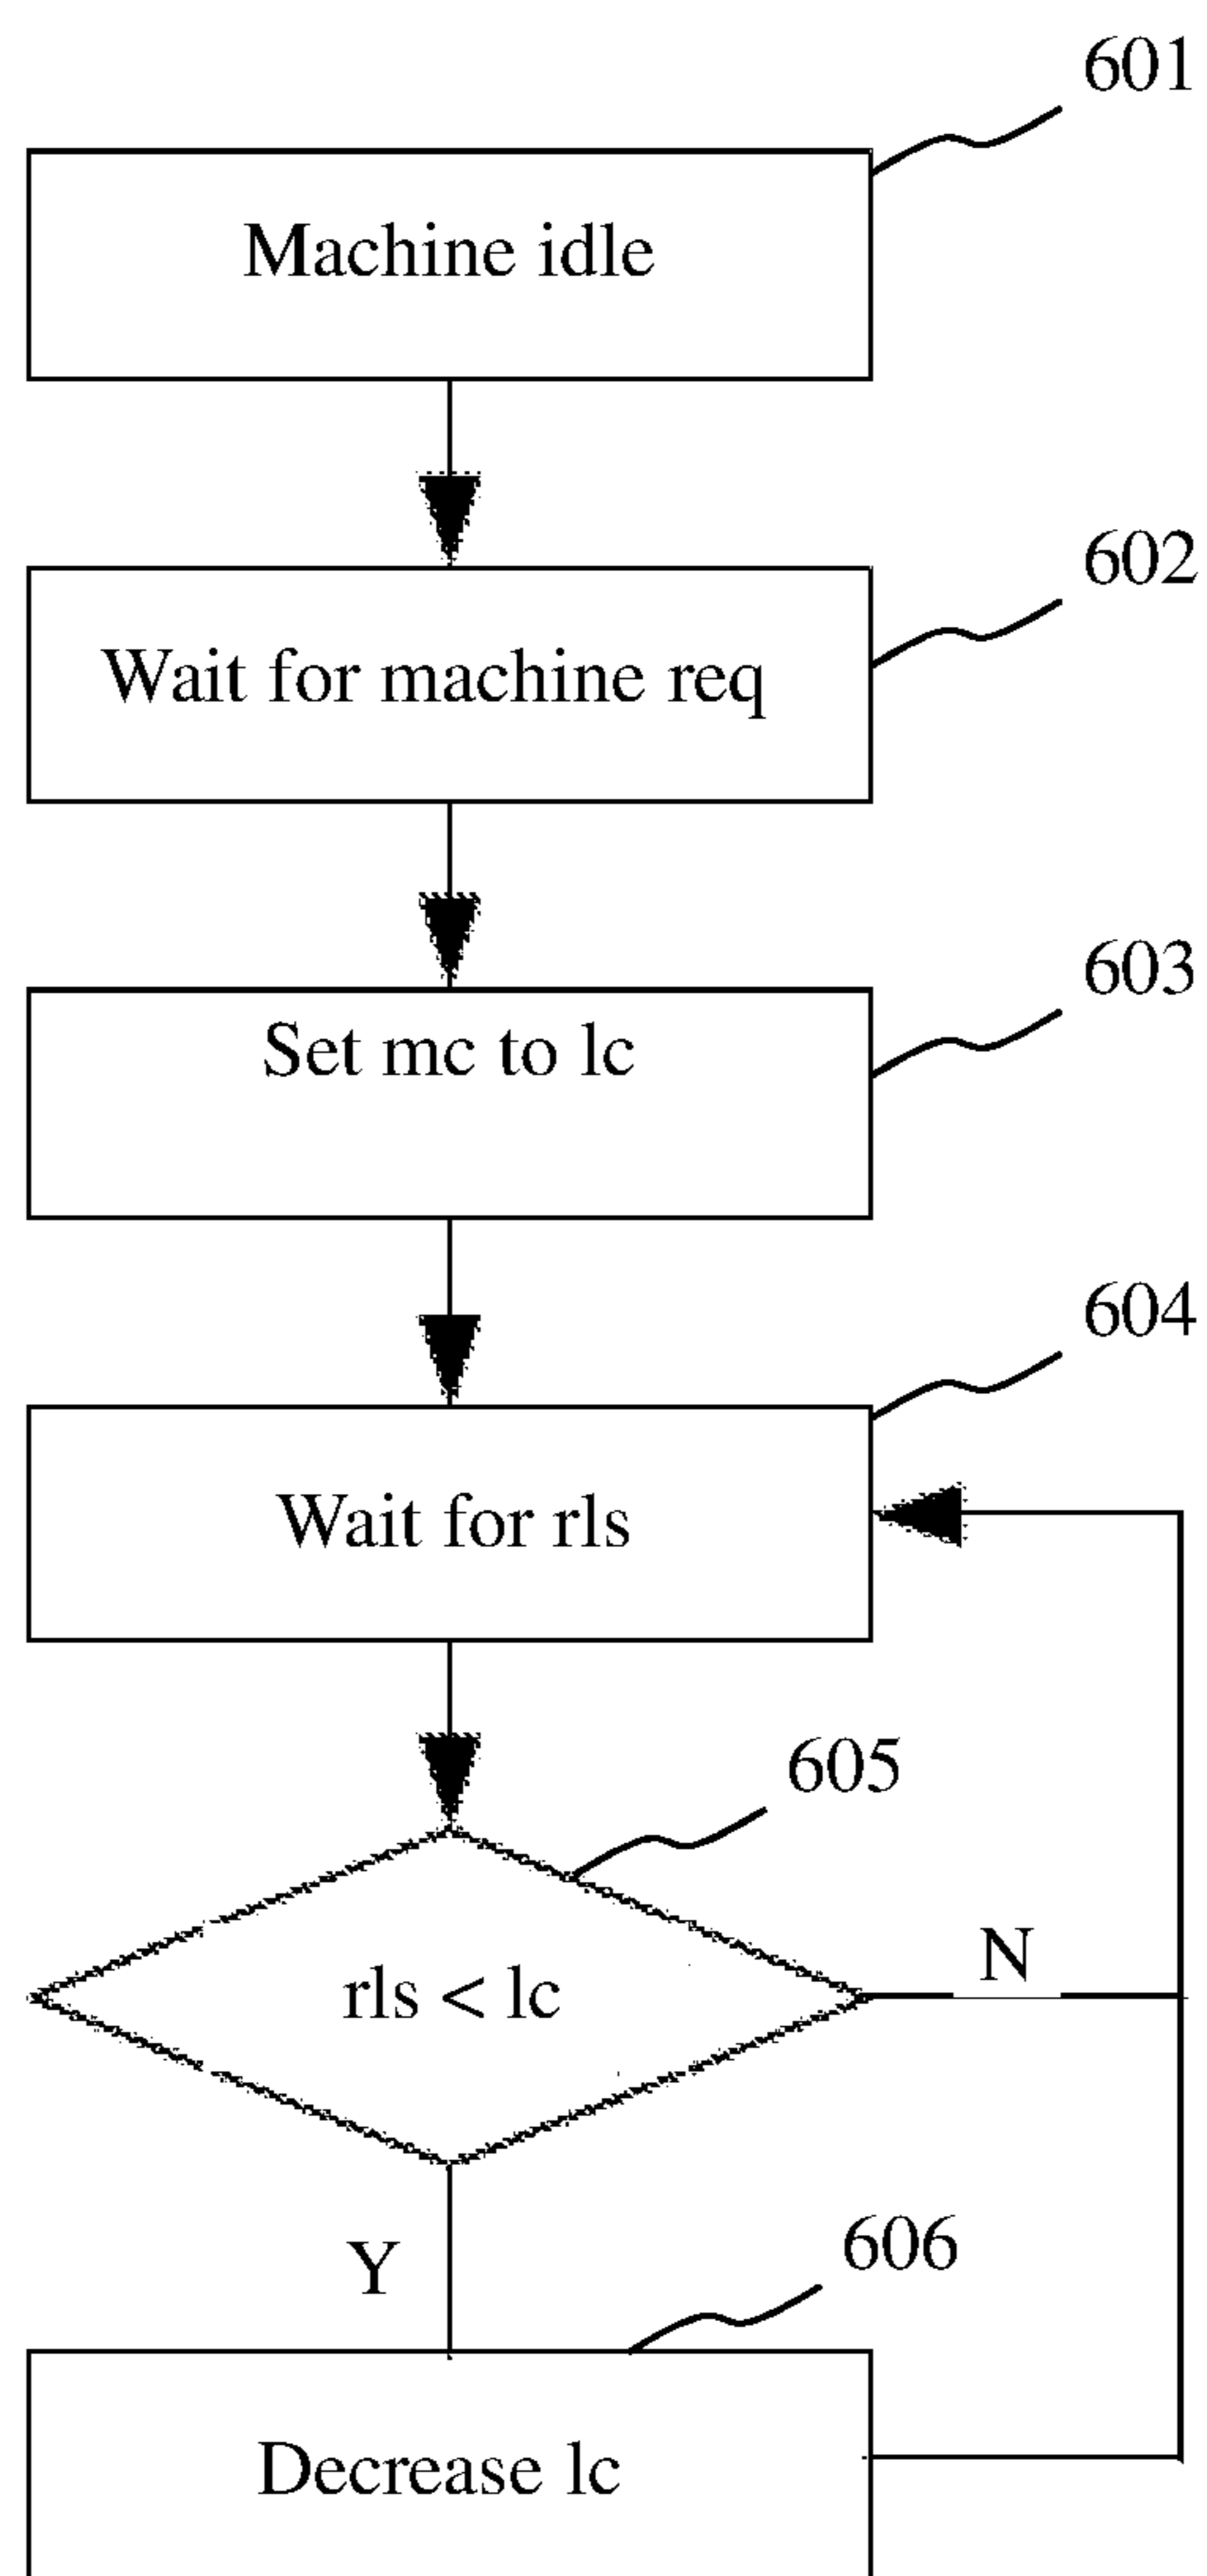 601
Machine idle
602
Wait for machine req
603
Set mc to lc
604
Wait for rls
605
rls < lc
N
Y
606
Decrease lc